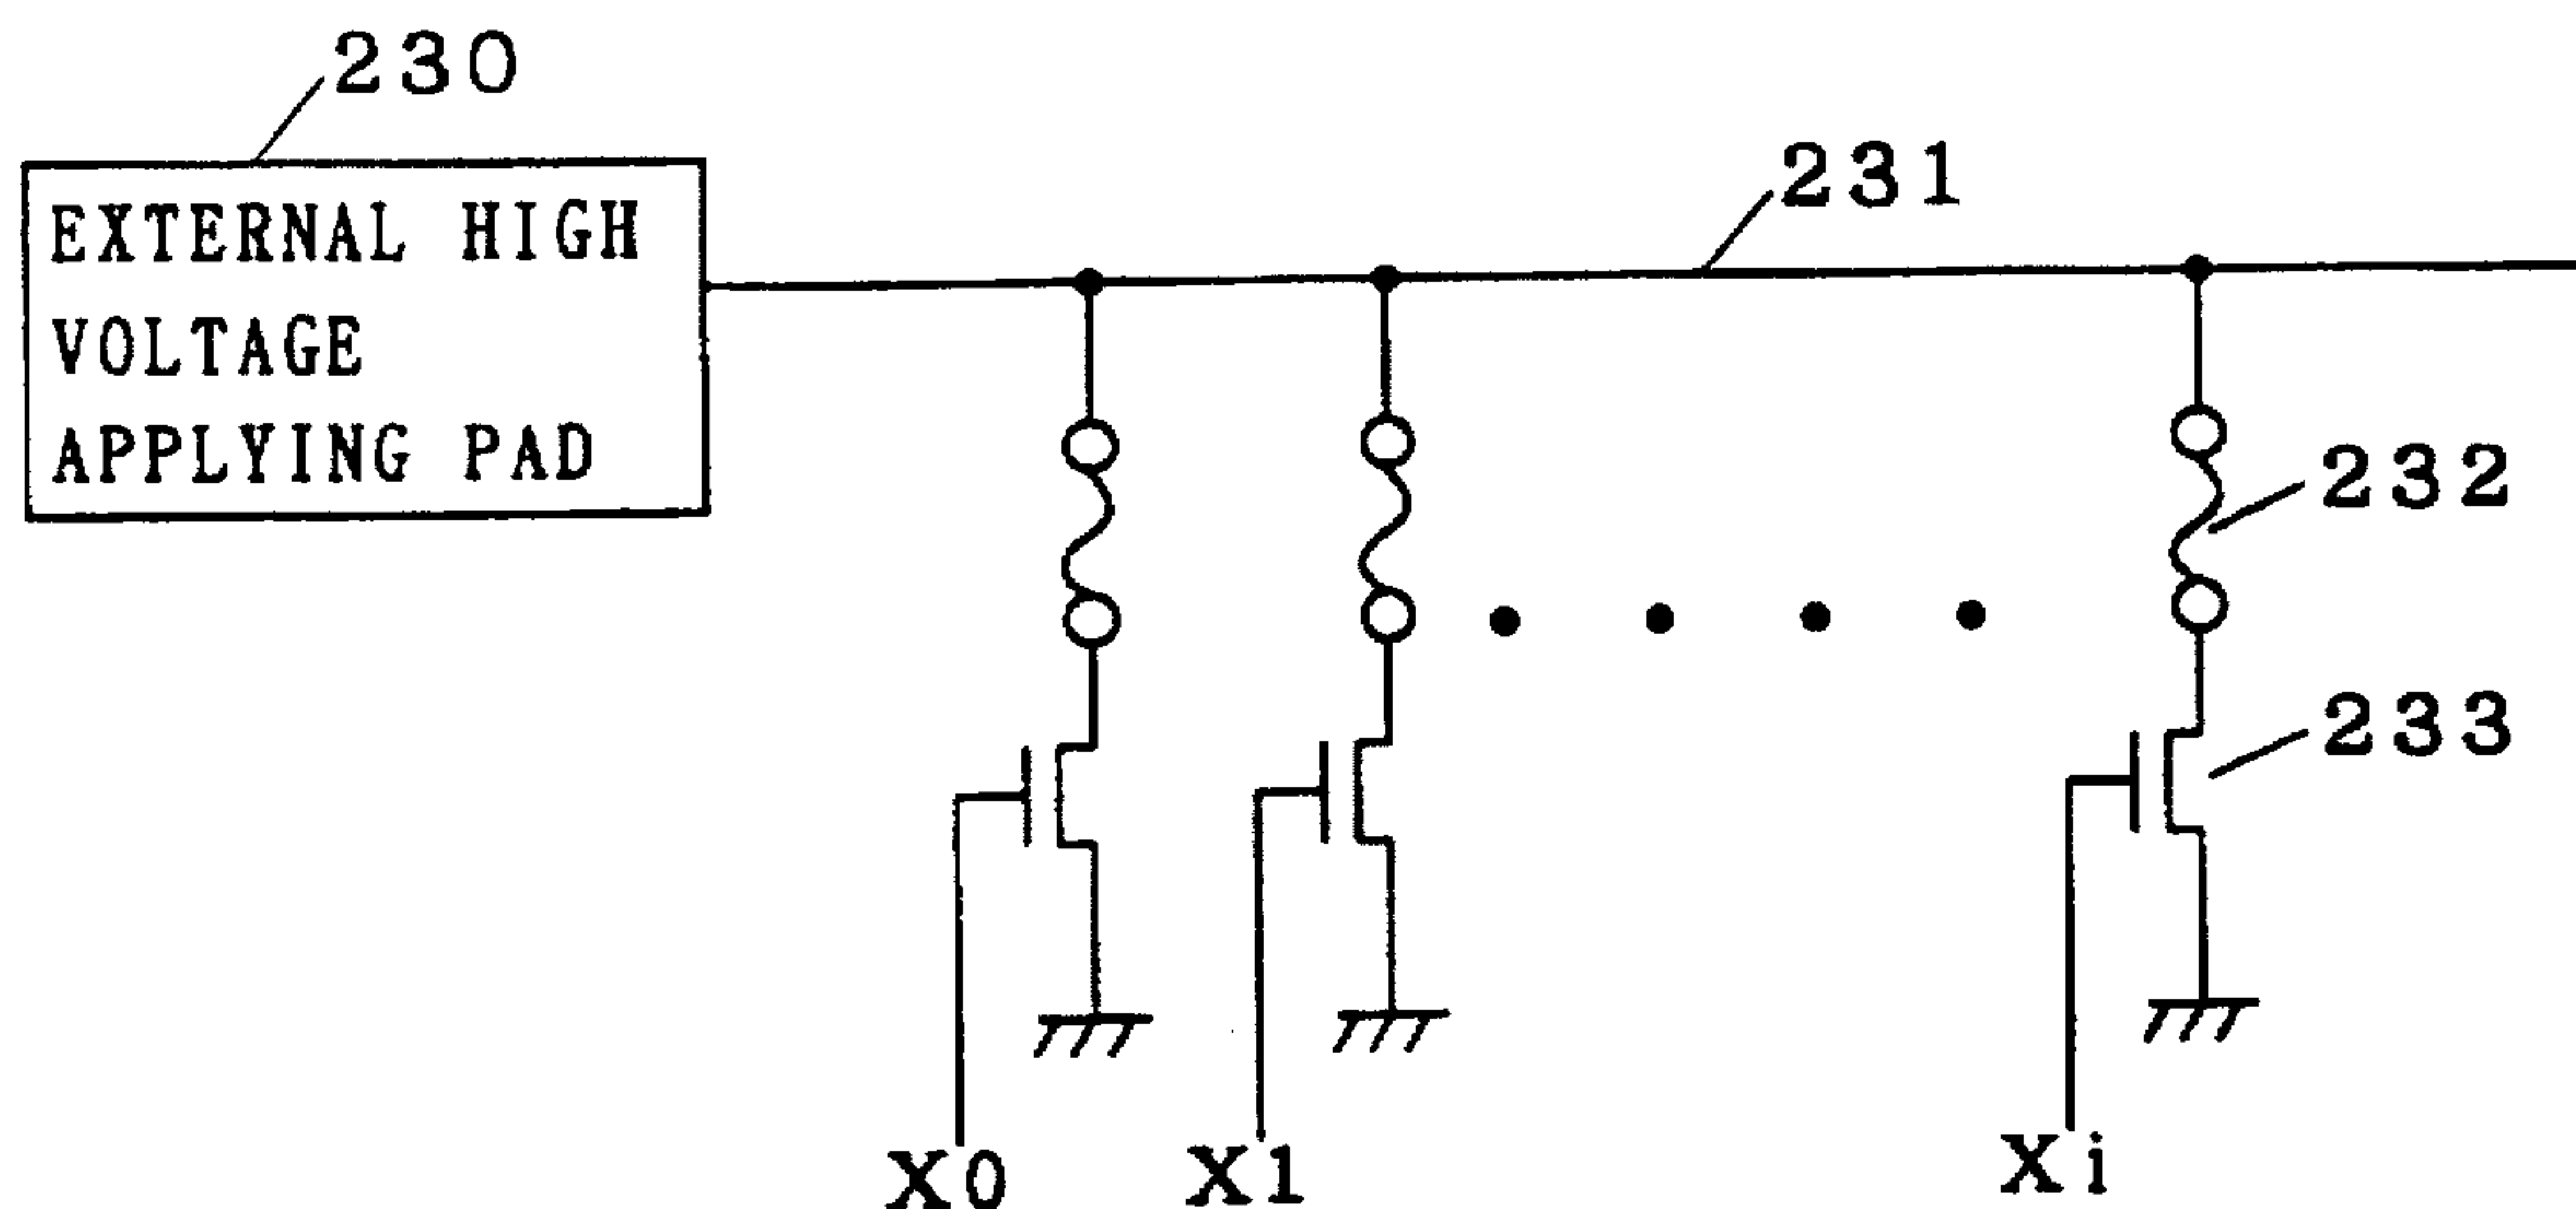 230
231
EXTERNAL HIGH
VOLTAGE
APPLYING PAD
232
233
X0
X1
Xi